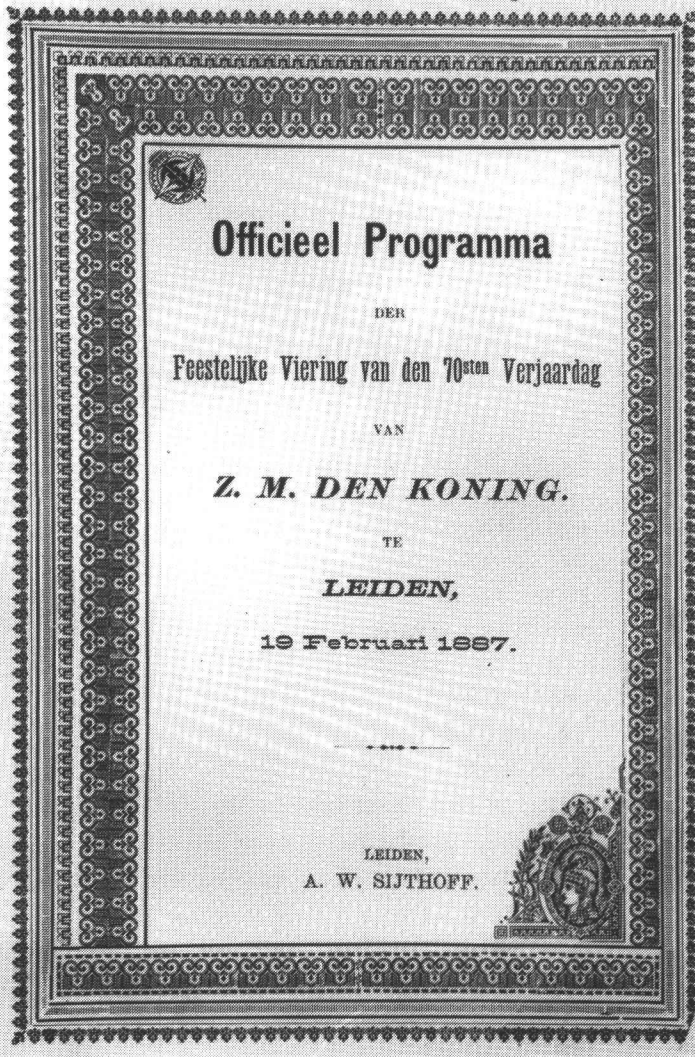 Officieel Programma
DER
Feestelijke Viering van den 70sten Verjaardag
VAN
Z. M. DEN KONING.
TE
LEIDEN,
19 Februari 1887.
LEIDEN,
A. W. SIJTHOFF.